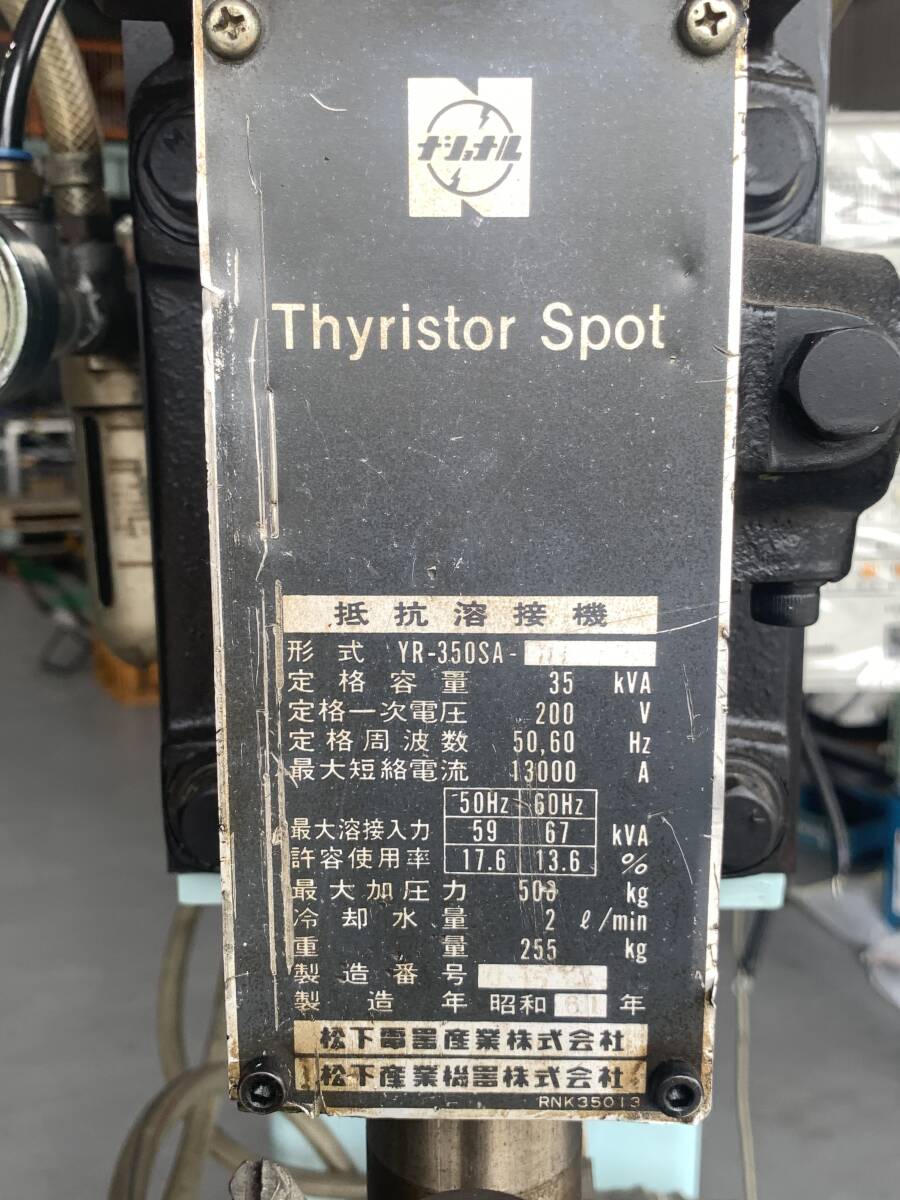 ナショナル
Thyristor Spot
抵抗溶接機
形式 YR-350SA-
定格容量 35 kVA
定格一次電圧 200 V
定格周波数 50,60 Hz
最大短絡電流 13000 A
50Hz 60Hz
最大溶接入力 59 67 kVA
許容使用率 17.6 13.6 %
最大加圧力 kg
冷却水量 2 ℓ/min
重量 255 kg
製造番号
製造年 昭和61年
松下電器産業株式会社
松下産業機器株式会社
RNK35013